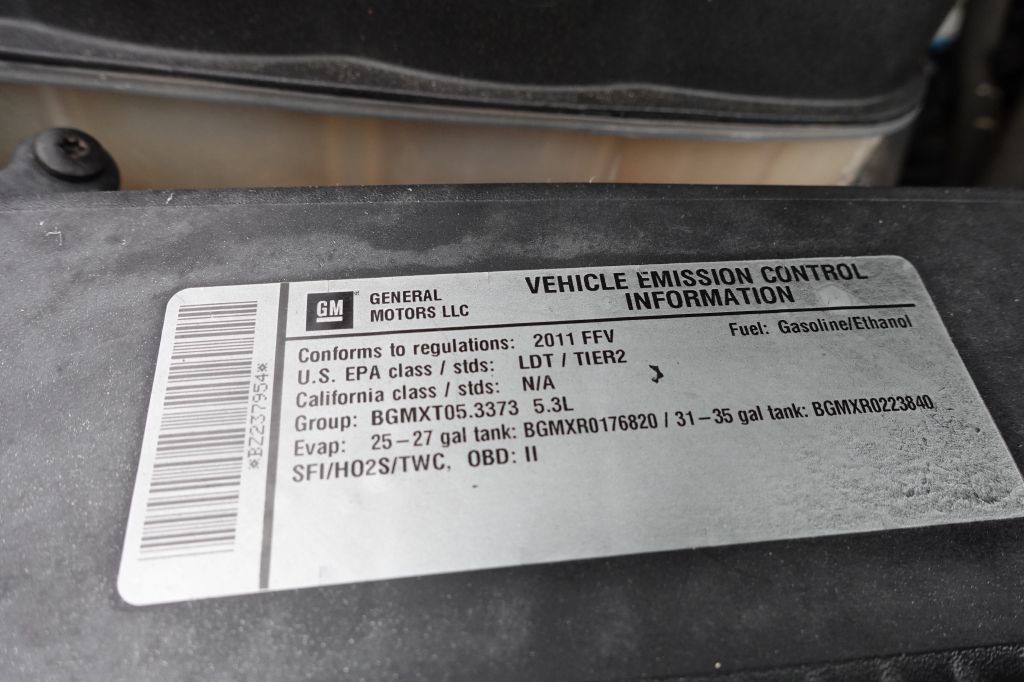 GM GENERAL
MOTORS LLC
VEHICLE EMISSION CONTROL
INFORMATION
Conforms to regulations: 2011 FFV
Fuel: Gasoline/Ethanol
U.S. EPA class / stds: LDT / TIER2
California class / stds: N/A
Group: BGMXT05.3373 5.3L
Evap: 25-27 gal tank: BGMXR0176820 / 31-35 gal tank: BGMXR0223840
SFI/HO2S/TWC, OBD: II
*BZ237954*